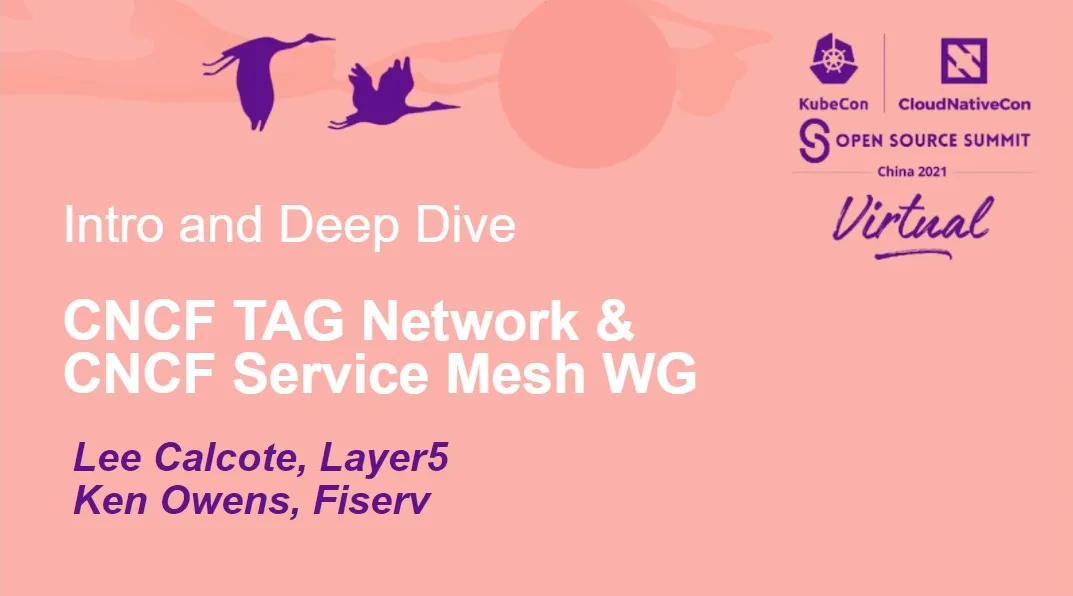 KubeCon
CloudNativeCon
OPEN SOURCE SUMMIT
China 2021
Virtual
Intro and Deep Dive
CNCF TAG Network &
CNCF Service Mesh WG
Lee Calcote, Layer5
Ken Owens, Fiserv